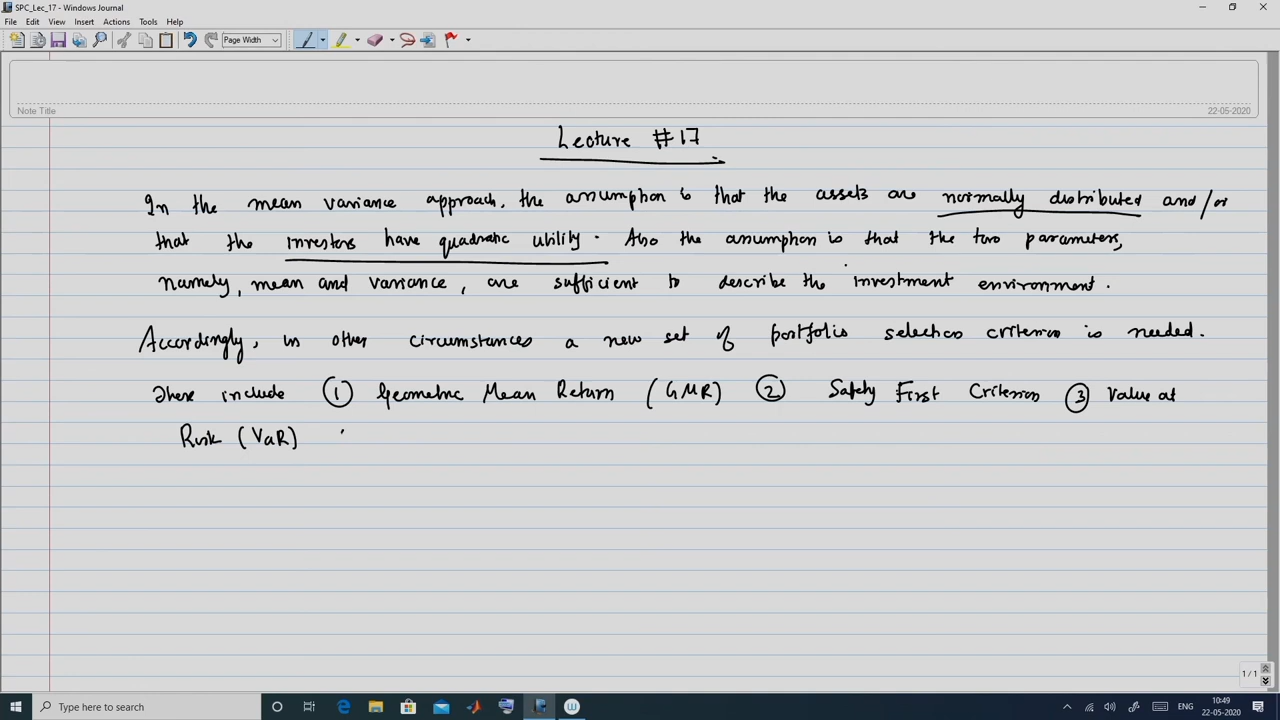 SPC_Lec_17 - Windows Journal
File Edit View Insert Actions Tools Help
Page Width
Note Title
22-05-2020
Lecture #17
In the mean variance approach, the assumption is that the assets are normally distributed and/or
that the investors have quadratic utility. Also the assumption is that the two parameters,
namely, mean and variance, are sufficient to describe the investment environment.
Accordingly, in other circumstances a new set of portfolio selection criterion is needed.
These include ① Geometric Mean Return (GMR) ② Safety First Criterion ③ Value at
Risk (VaR)
1/1
Type here to search
ENG
10:49
22-05-2020